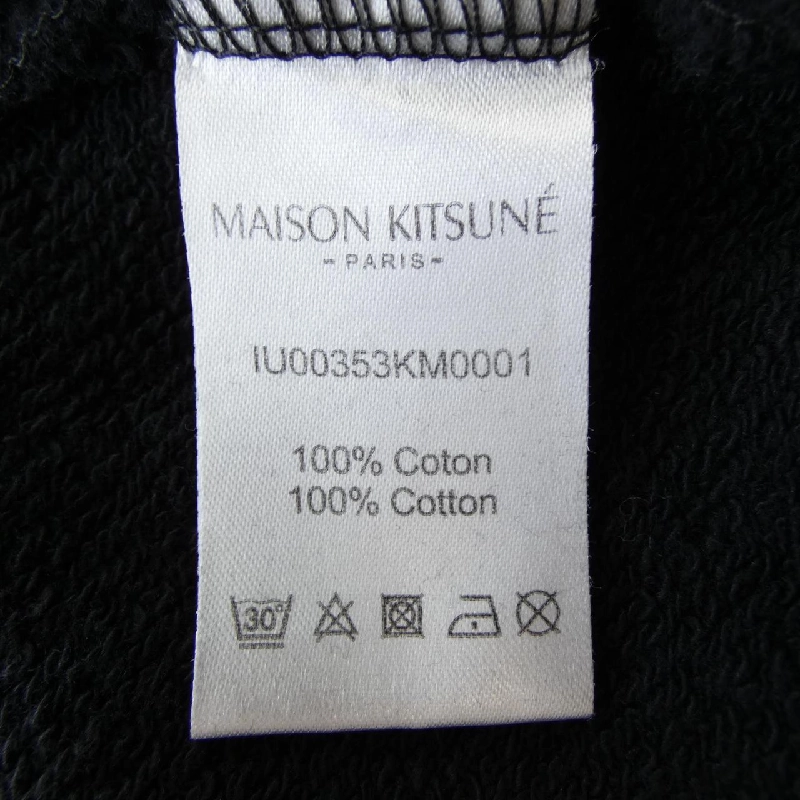 MAISON KITSUNÉ
- PARIS -
IU00353KM0001
100% Coton
100% Cotton
30°